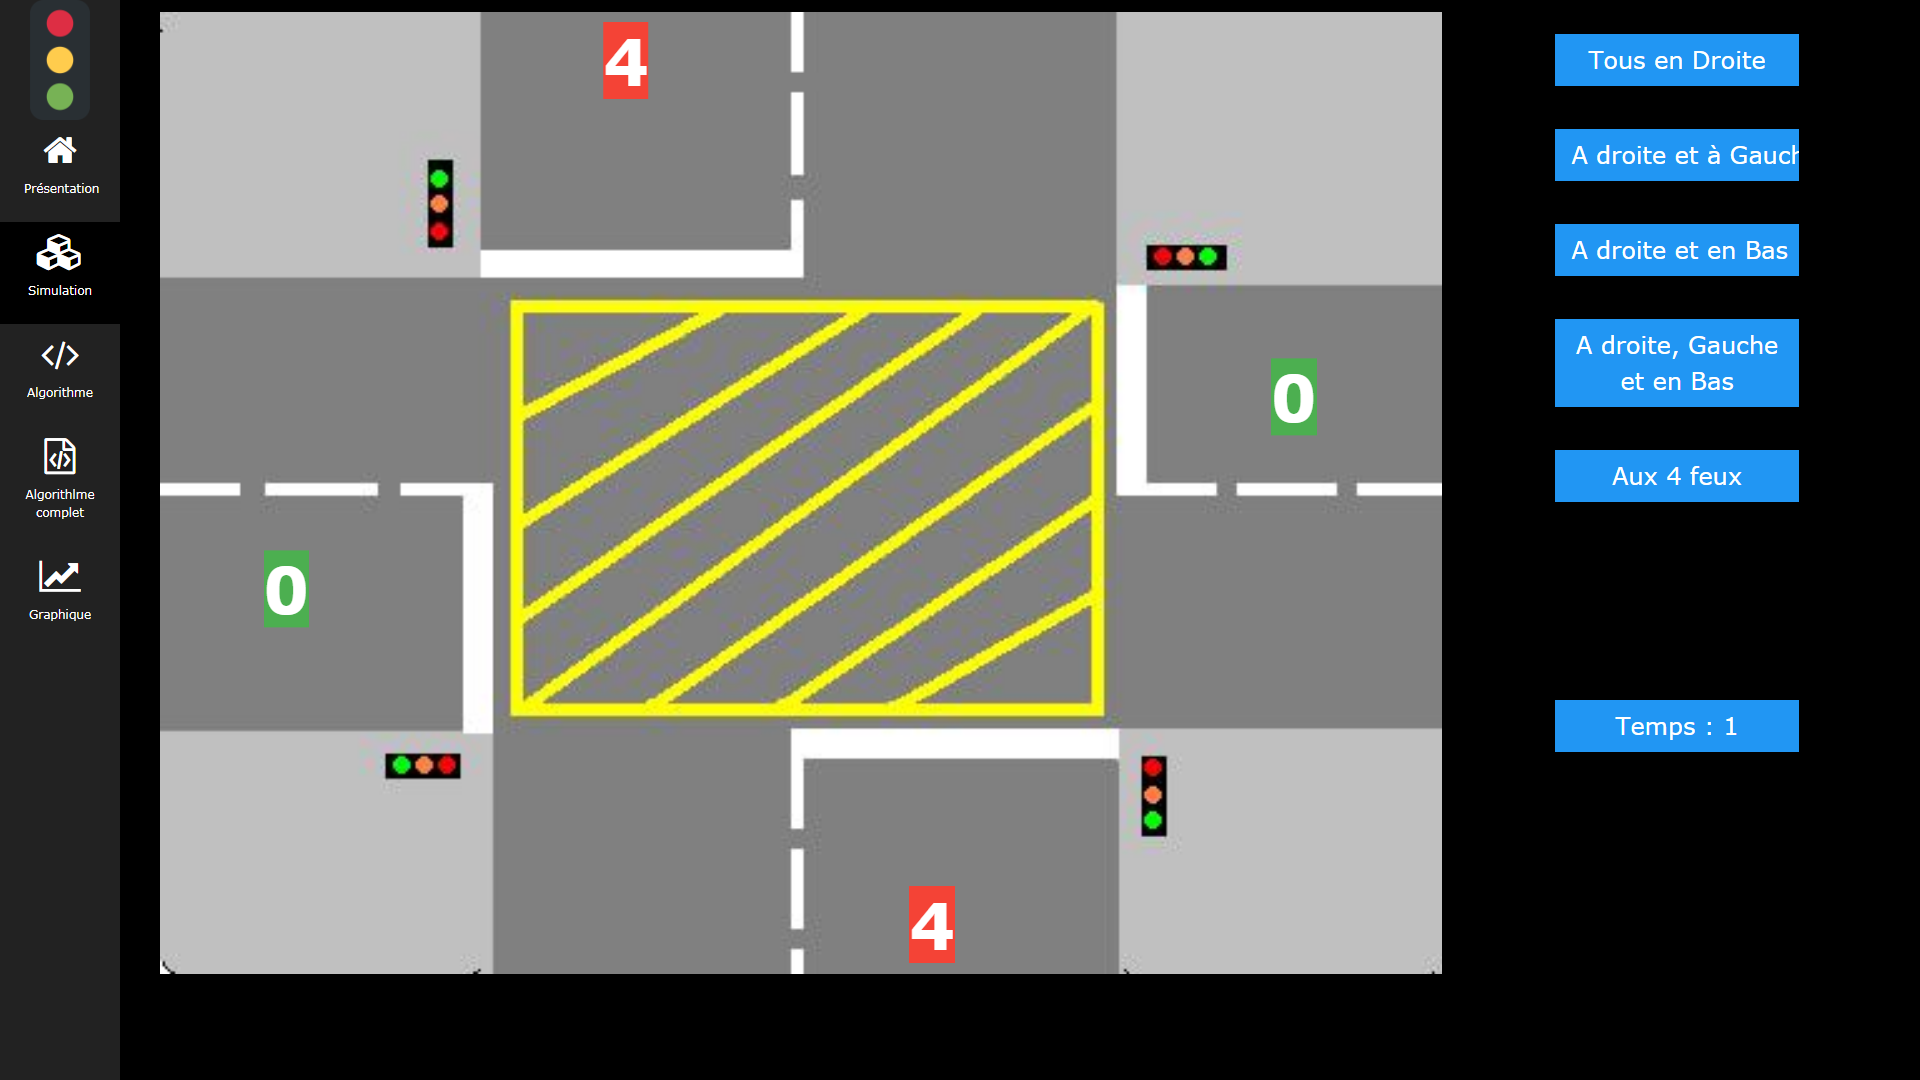 Présentation
Simulation
Algorithme
Algorithlme
complet
Graphique
4
0
0
4
Tous en Droite
A droite et à Gauch
A droite et en Bas
A droite, Gauche
et en Bas
Aux 4 feux
Temps : 1